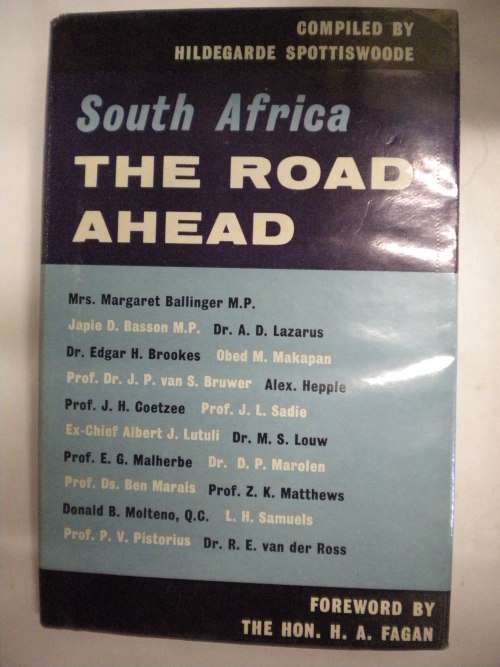 COMPILED BY
HILDEGARDE SPOTTISWOODE
South Africa
THE ROAD
AHEAD
Mrs. Margaret Ballinger M.P.
Japie D. Basson M.P. Dr. A. D. Lazarus
Dr. Edgar H. Brookes Obed M. Makapan
Prof. Dr. J. P. van S. Bruwer Alex. Hepple
Prof. J. H. Coetzee Prof. J. L. Sadie
Ex-Chief Albert J. Lutuli Dr. M. S. Louw
Prof. E. G. Malherbe Dr. D. P. Marolen
Prof. Ds. Ben Marais Prof. Z. K. Matthews
Donald B. Molteno, Q.C. L. H. Samuels
Prof. P. V. Pistorius Dr. R. E. van der Ross
FOREWORD BY
THE HON. H. A. FAGAN